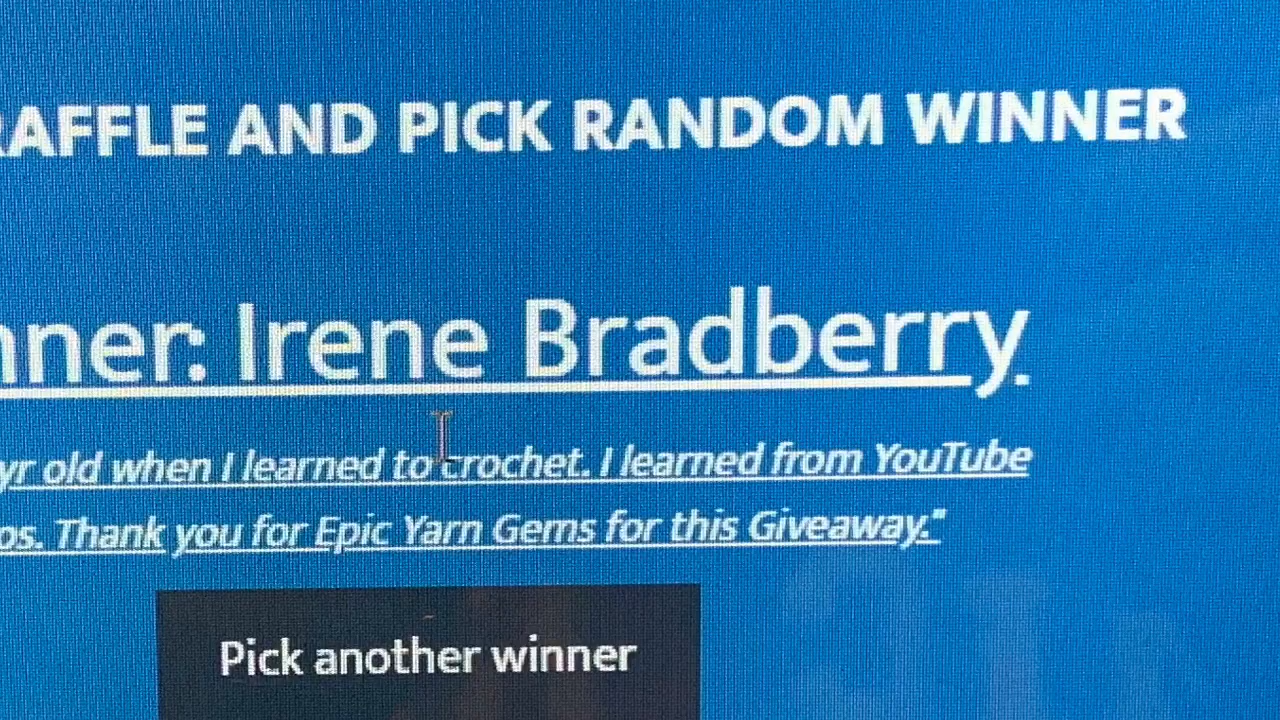 RAFFLE AND PICK RANDOM WINNER
nner: Irene Bradberry.
yr old when I learned to crochet. I learned from YouTube
os. Thank you for Epic Yarn Gems for this Giveaway."
Pick another winner